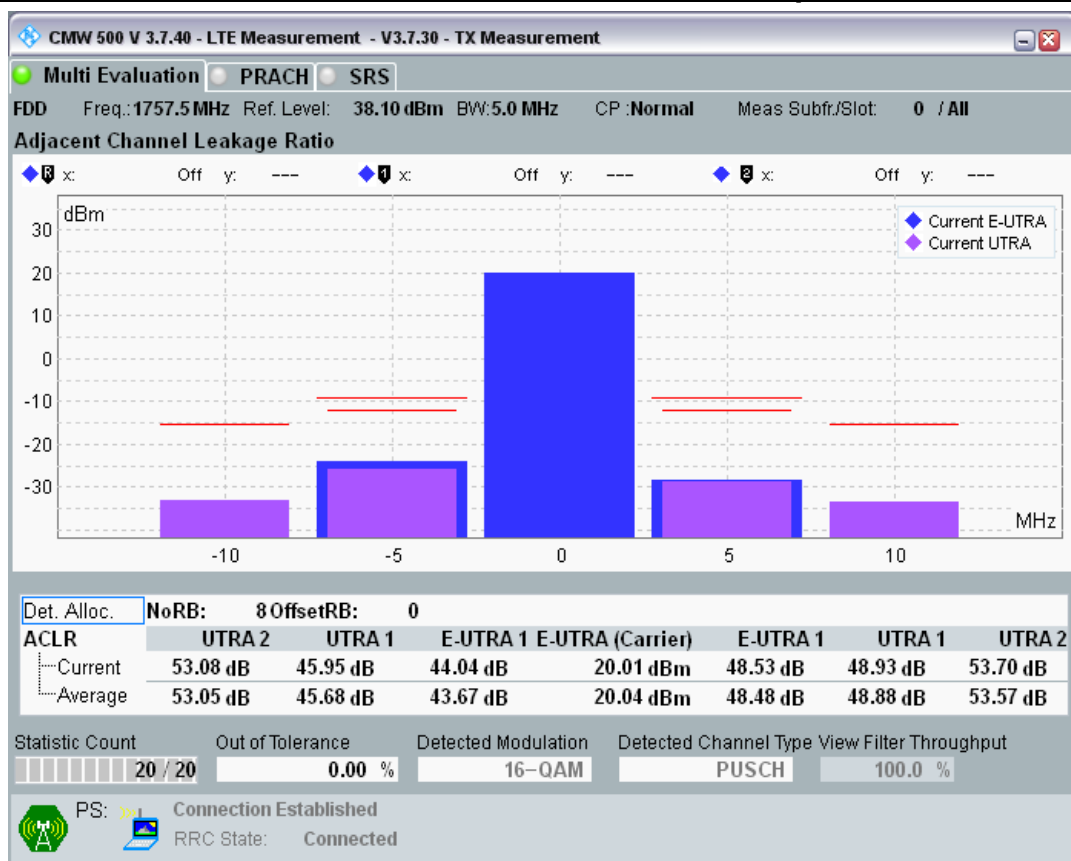 CMW 500 V 3.7.40 - LTE Measurement - V3.7.30 - TX Measurement
Multi Evaluation PRACH SRS
FDD Freq.:1757.5 MHz Ref. Level: 38.10 dBm BW:5.0 MHz CP :Normal Meas Subfr./Slot: 0 / All
Adjacent Channel Leakage Ratio
R x: Off y: --- 1 x: Off y: --- 2 x: Off y: ---
dBm
Current E-UTRA
Current UTRA
30
20
10
0
-10
-20
-30
MHz
-10 -5 0 5 10
Det. Alloc. NoRB: 8 OffsetRB: 0
ACLR UTRA 2 UTRA 1 E-UTRA 1 E-UTRA (Carrier) E-UTRA 1 UTRA 1 UTRA 2
Current 53.08 dB 45.95 dB 44.04 dB 20.01 dBm 48.53 dB 48.93 dB 53.70 dB
Average 53.05 dB 45.68 dB 43.67 dB 20.04 dBm 48.48 dB 48.88 dB 53.57 dB
Statistic Count Out of Tolerance Detected Modulation Detected Channel Type View Filter Throughput
20 / 20 0.00 % 16-QAM PUSCH 100.0 %
PS: Connection Established
RRC State: Connected